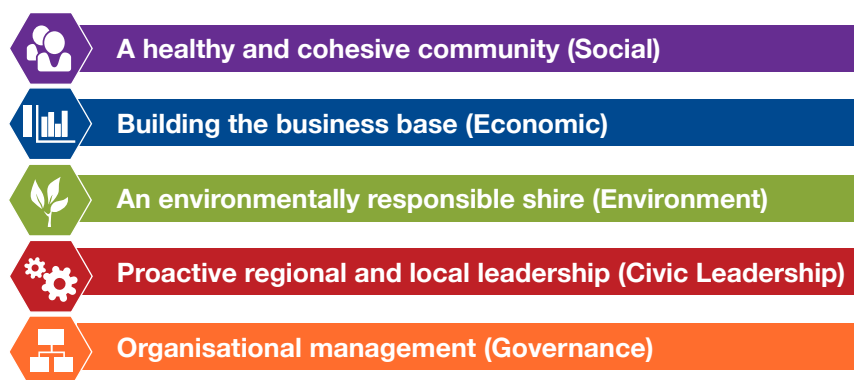 A healthy and cohesive community (Social)
Building the business base (Economic)
An environmentally responsible shire (Environment)
Proactive regional and local leadership (Civic Leadership)
Organisational management (Governance)